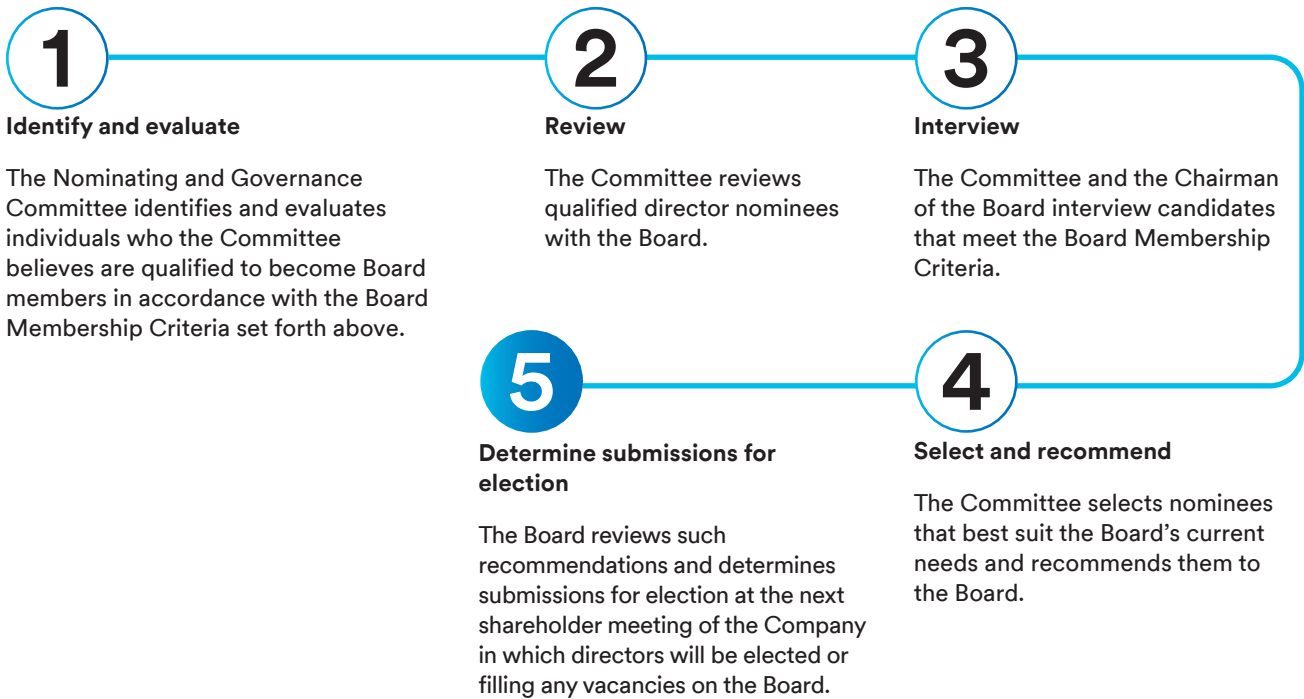 1
Identify and evaluate
The Nominating and Governance
Committee identifies and evaluates
individuals who the Committee
believes are qualified to become Board
members in accordance with the Board
Membership Criteria set forth above.
2
Review
The Committee reviews
qualified director nominees
with the Board.
3
Interview
The Committee and the Chairman
of the Board interview candidates
that meet the Board Membership
Criteria.
4
Select and recommend
The Committee selects nominees
that best suit the Board’s current
needs and recommends them to
the Board.
5
Determine submissions for
election
The Board reviews such
recommendations and determines
submissions for election at the next
shareholder meeting of the Company
in which directors will be elected or
filling any vacancies on the Board.